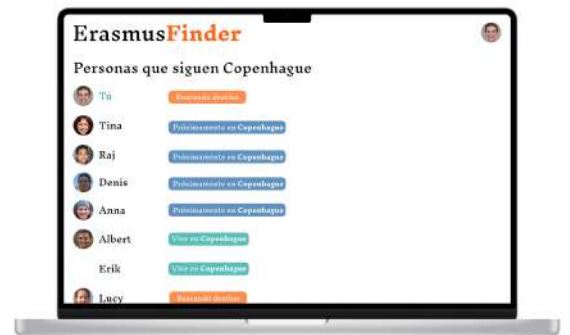 ErasmusFinder
Personas que siguen Copenhague
Tú Buscando destino
Tina Próximamente en Copenhague
Raj Próximamente en Copenhague
Denis Próximamente en Copenhague
Anna Próximamente en Copenhague
Albert Vive en Copenhague
Erik Vive en Copenhague
Lucy Buscando destino